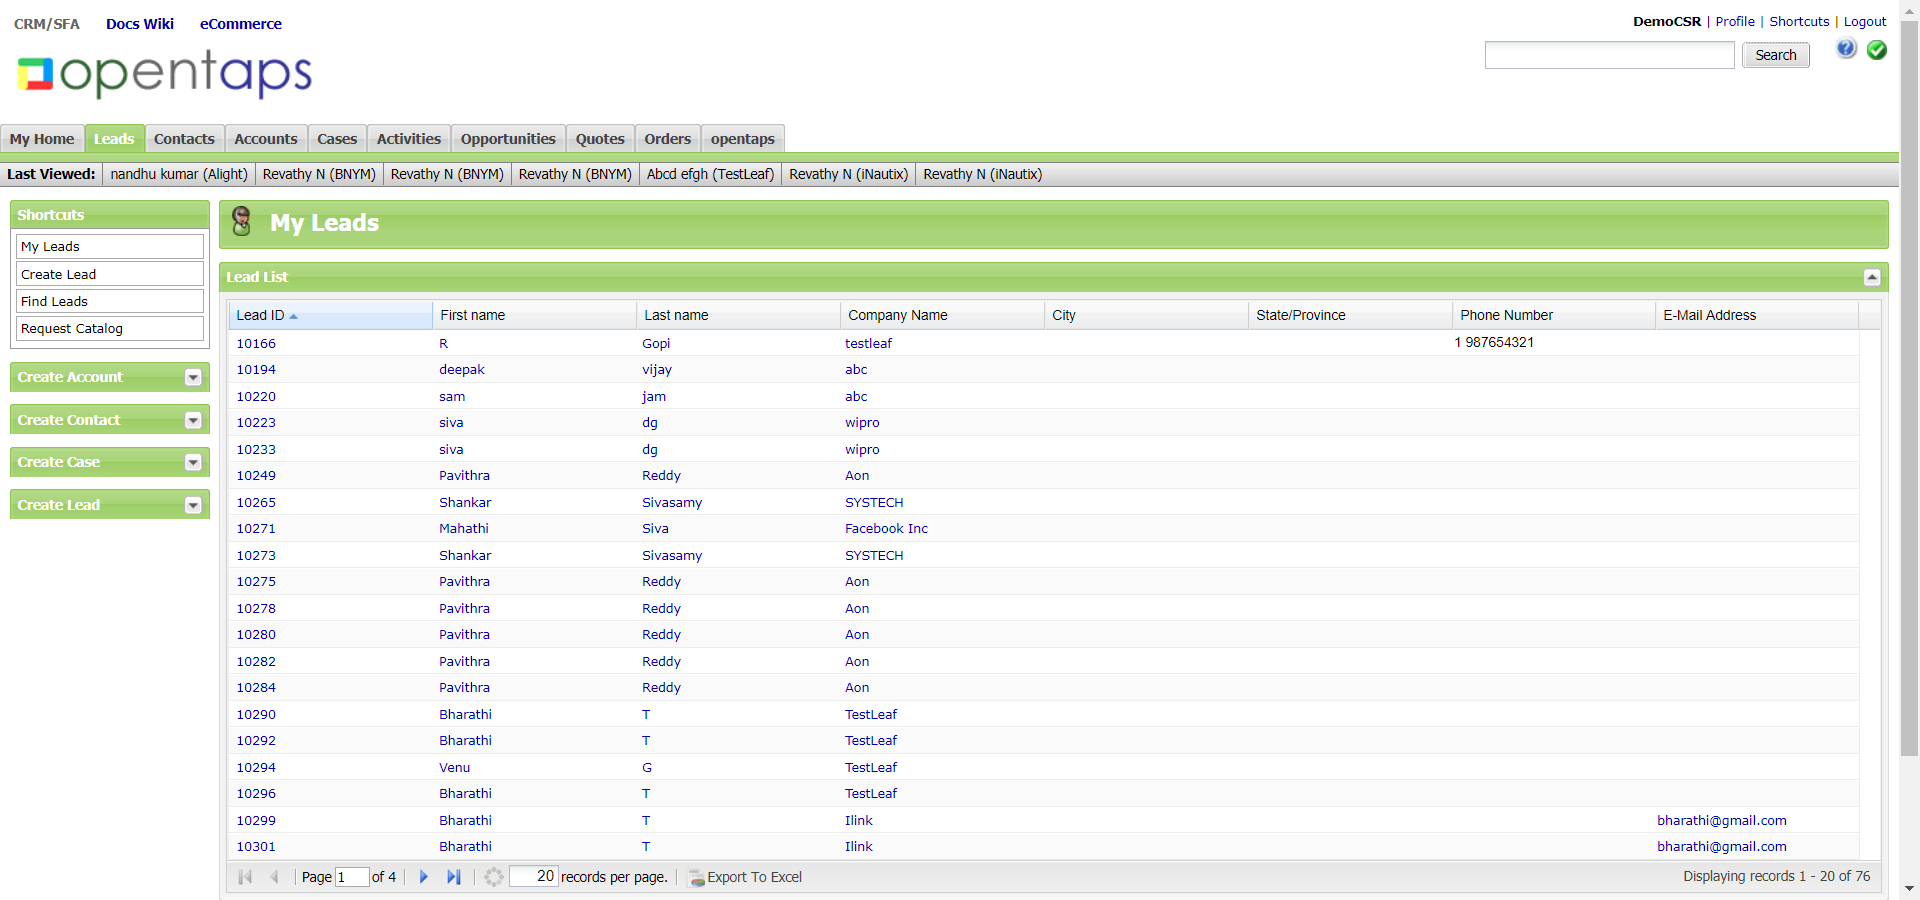 CRM/SFA Docs Wiki eCommerce
DemoCSR | Profile | Shortcuts | Logout
Search
opentaps
My Home Leads Contacts Accounts Cases Activities Opportunities Quotes Orders opentaps
Last Viewed: nandhu kumar (Alight) Revathy N (BNYM) Revathy N (BNYM) Revathy N (BNYM) Abcd efgh (TestLeaf) Revathy N (iNautix) Revathy N (iNautix)
Shortcuts
My Leads
Create Lead
Find Leads
Request Catalog
Create Account
Create Contact
Create Case
Create Lead
My Leads
Lead List
Lead ID First name Last name Company Name City State/Province Phone Number E-Mail Address
10166 R Gopi testleaf 1 987654321
10194 deepak vijay abc
10220 sam jam abc
10223 siva dg wipro
10233 siva dg wipro
10249 Pavithra Reddy Aon
10265 Shankar Sivasamy SYSTECH
10271 Mahathi Siva Facebook Inc
10273 Shankar Sivasamy SYSTECH
10275 Pavithra Reddy Aon
10278 Pavithra Reddy Aon
10280 Pavithra Reddy Aon
10282 Pavithra Reddy Aon
10284 Pavithra Reddy Aon
10290 Bharathi T TestLeaf
10292 Bharathi T TestLeaf
10294 Venu G TestLeaf
10296 Bharathi T TestLeaf
10299 Bharathi T Ilink bharathi@gmail.com
10301 Bharathi T Ilink bharathi@gmail.com
Page 1 of 4 20 records per page. Export To Excel Displaying records 1 - 20 of 76